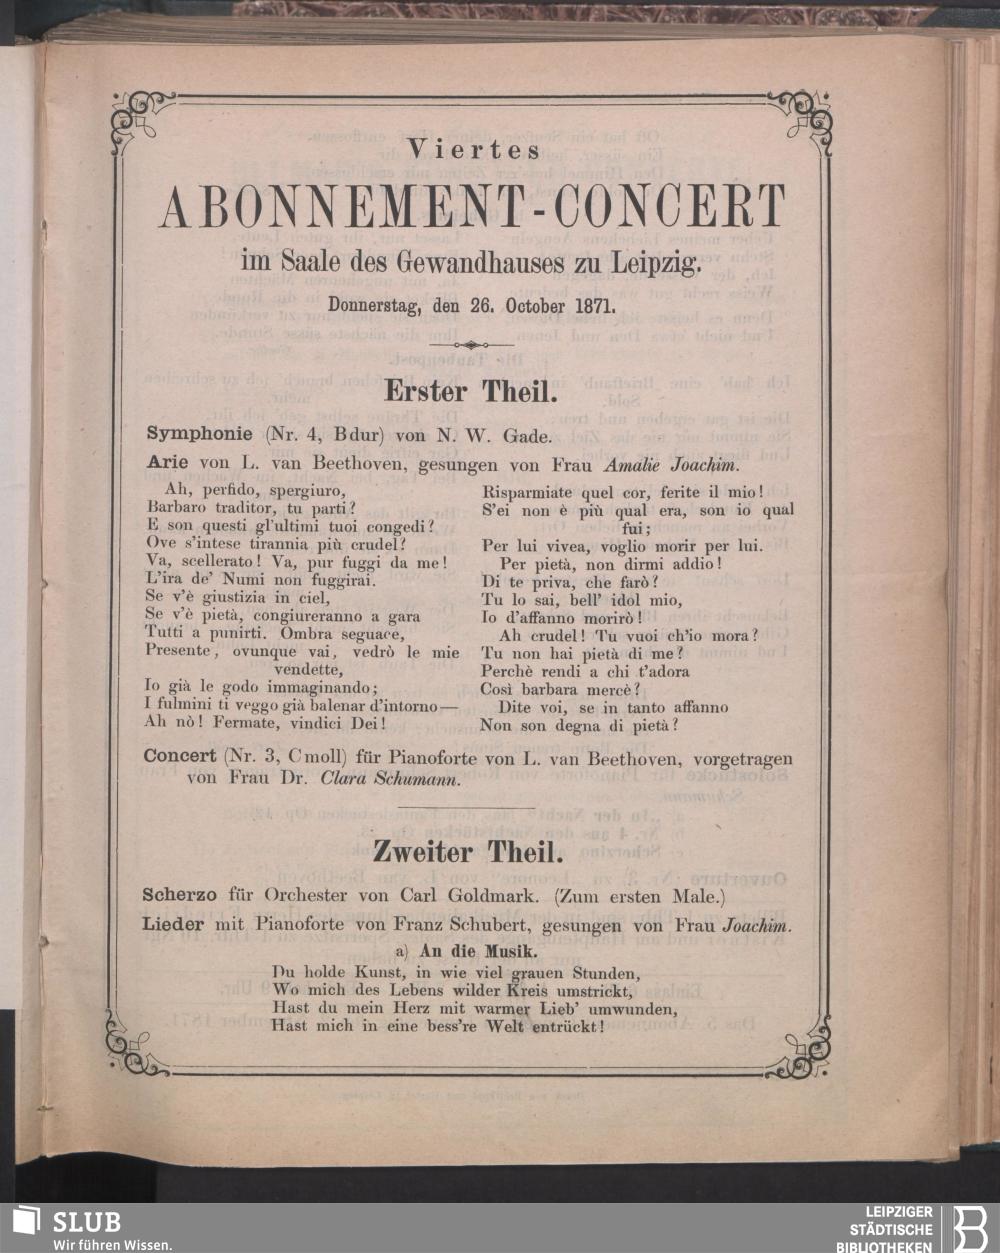 Viertes
ABONNEMENT-CONCERT
im Saale des Gewandhauses zu Leipzig.
Donnerstag, den 26. October 1871.
Erster Theil.
Symphonie (Nr. 4, Bdur) von N. W. Gade.
Arie von L. van Beethoven, gesungen von Frau Amalie Joachim.
Ah, perfido, spergiuro,
Barbaro traditor, tu parti?
E son questi gl'ultimi tuoi congedi?
Ove s'intese tirannia più crudel?
Va, scellerato! Va, pur fuggi da me!
L'ira de' Numi non fuggirai.
Se v'è giustizia in ciel,
Se v'è pietà, congiureranno a gara
Tutti a punirti. Ombra seguace,
Presente, ovunque vai, vedrò le mie
vendette,
Io già le godo immaginando;
I fulmini ti veggo già balenar d'intorno—
Ah nò! Fermate, vindici Dei!
Risparmiate quel cor, ferite il mio!
S'ei non è più qual era, son io qual
fui;
Per lui vivea, voglio morir per lui.
Per pietà, non dirmi addio!
Di te priva, che farò?
Tu lo sai, bell' idol mio,
Io d'affanno morirò!
Ah crudel! Tu vuoi ch'io mora?
Tu non hai pietà di me?
Perchè rendi a chi t'adora
Così barbara mercè?
Dite voi, se in tanto affanno
Non son degna di pietà?
Concert (Nr. 3, Cmoll) für Pianoforte von L. van Beethoven, vorgetragen
von Frau Dr. Clara Schumann.
Zweiter Theil.
Scherzo für Orchester von Carl Goldmark. (Zum ersten Male.)
Lieder mit Pianoforte von Franz Schubert, gesungen von Frau Joachim.
a) An die Musik.
Du holde Kunst, in wie viel grauen Stunden,
Wo mich des Lebens wilder Kreis umstrickt,
Hast du mein Herz mit warmer Lieb' umwunden,
Hast mich in eine bess're Welt entrückt!
SLUB
Wir führen Wissen.
LEIPZIGER
STÄDTISCHE
BIBLIOTHEKEN